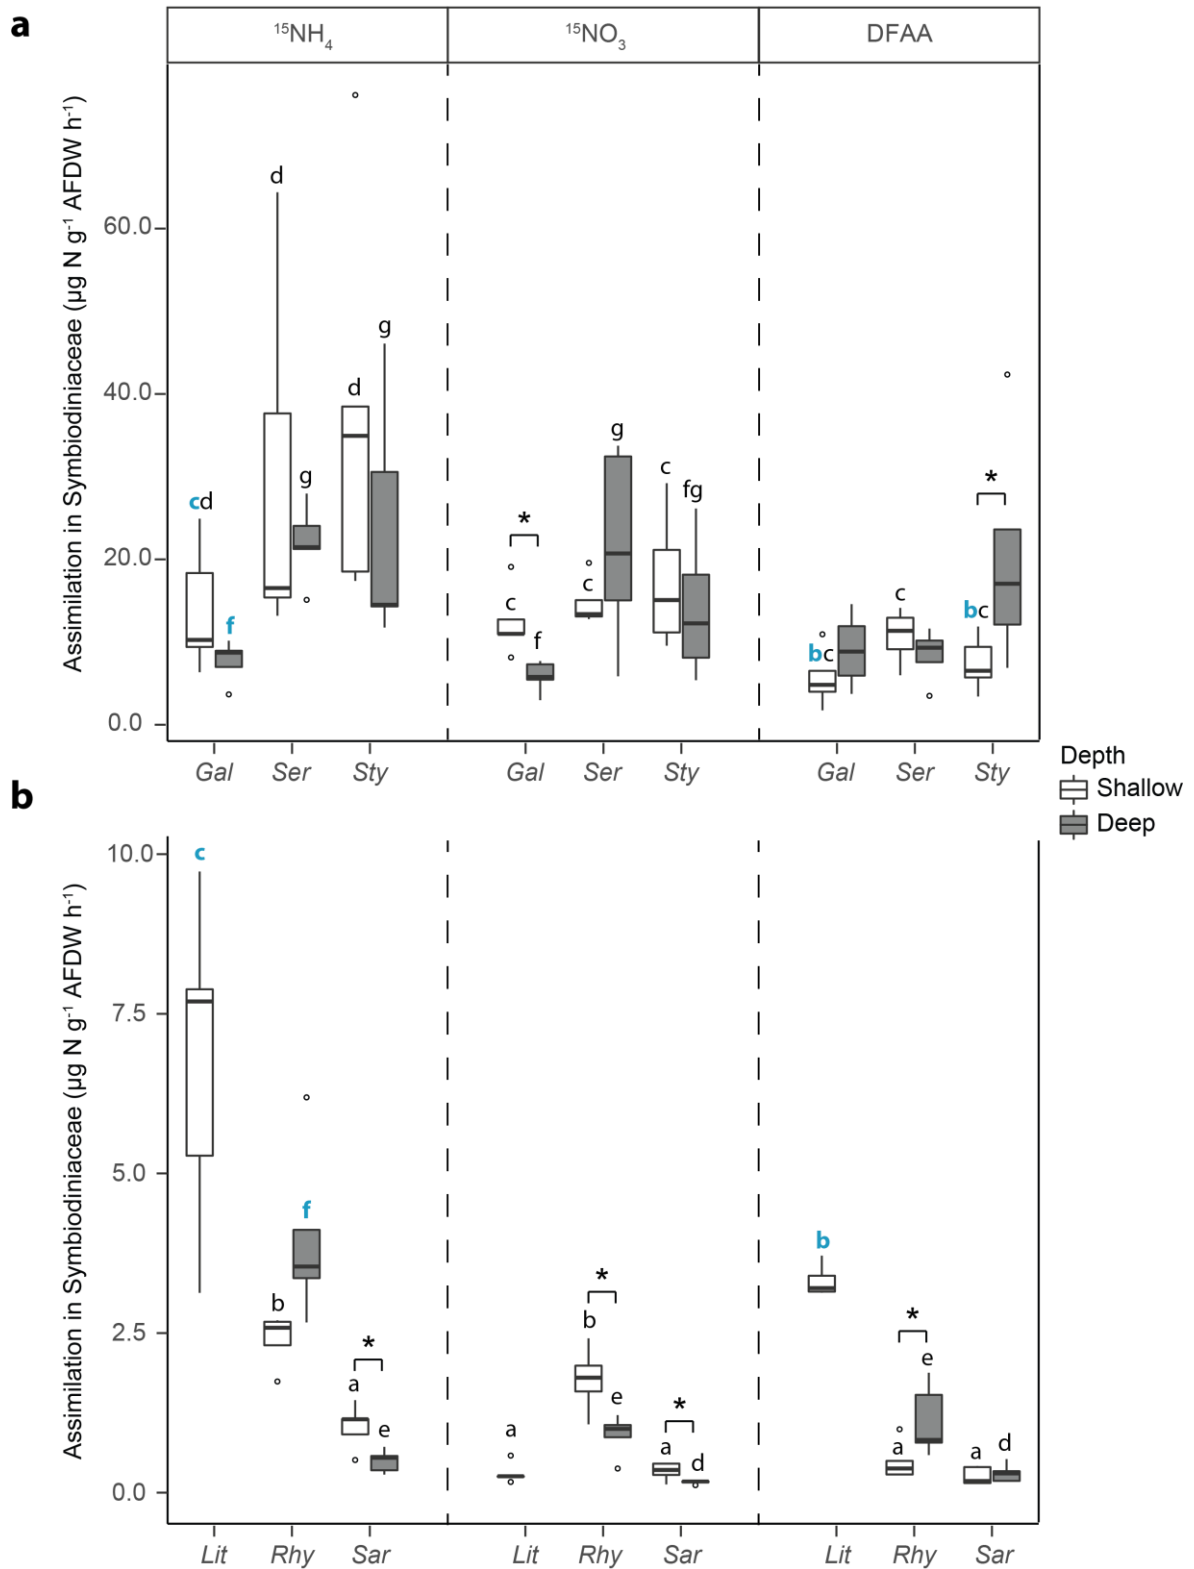 a
¹⁵NH₄ ¹⁵NO₃ DFAA
Assimilation in Symbiodiniaceae (µg N g⁻¹ AFDW h⁻¹)
60.0
40.0
20.0
0.0
cd f d g d g
* c f c g c fg
bc c bc *
Gal Ser Sty Gal Ser Sty Gal Ser Sty
Depth
Shallow
Deep
b
Assimilation in Symbiodiniaceae (µg N g⁻¹ AFDW h⁻¹)
10.0
7.5
5.0
2.5
0.0
c b f * a e
a * b e * a d
b * a e a d
Lit Rhy Sar Lit Rhy Sar Lit Rhy Sar